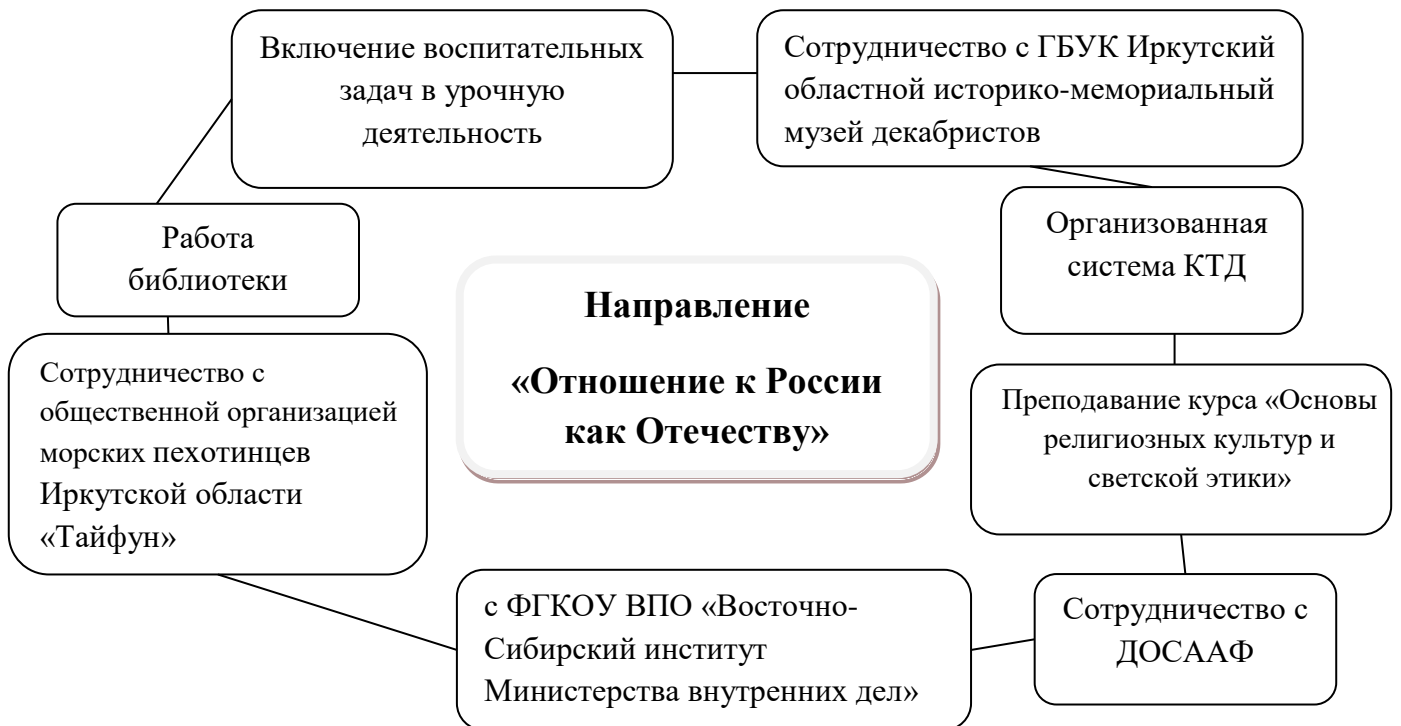 Включение воспитательных
задач в урочную
деятельность
Сотрудничество с ГБУК Иркутский
областной историко-мемориальный
музей декабристов
Работа
библиотеки
Организованная
система КТД
Направление
«Отношение к России
как Отечеству»
Сотрудничество с
общественной организацией
морских пехотинцев
Иркутской области
«Тайфун»
Преподавание курса «Основы
религиозных культур и
светской этики»
с ФГКОУ ВПО «Восточно-
Сибирский институт
Министерства внутренних дел»
Сотрудничество с
ДОСААФ